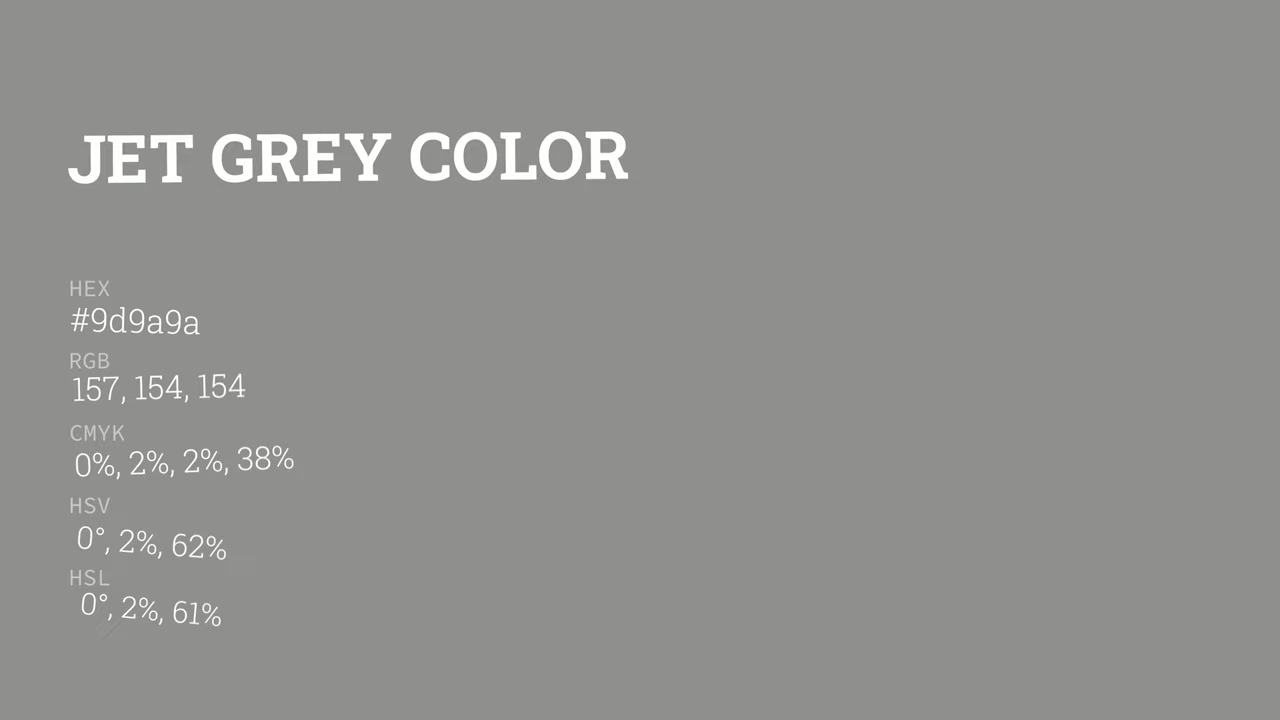 JET GREY COLOR
HEX
#9d9a9a
RGB
157, 154, 154
CMYK
0%, 2%, 2%, 38%
HSV
0°, 2%, 62%
HSL
0°, 2%, 61%